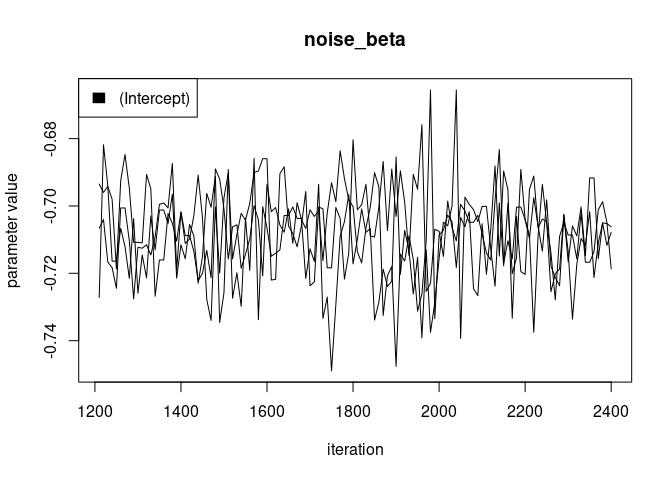 noise_beta
(Intercept)
parameter value
-0.68
-0.70
-0.72
-0.74
1200 1400 1600 1800 2000 2200 2400
iteration